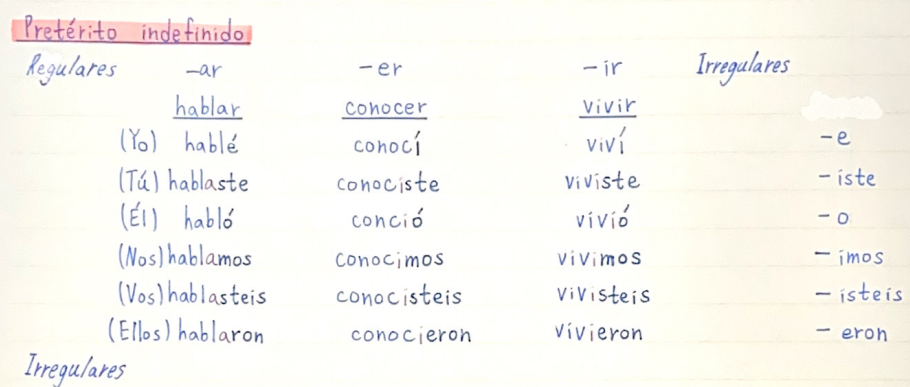 Pretérito indefinido
Regulares -ar -er -ir Irregulares
hablar conocer vivir
(Yo) hablé conocí viví -e
(Tú) hablaste conociste viviste -iste
(Él) habló conció vívíó -o
(Nos) hablamos conocimos vivimos -imos
(Vos) hablasteis conocisteis vivisteis -isteis
(Ellos) hablaron conocieron vivieron -eron
Irregulares